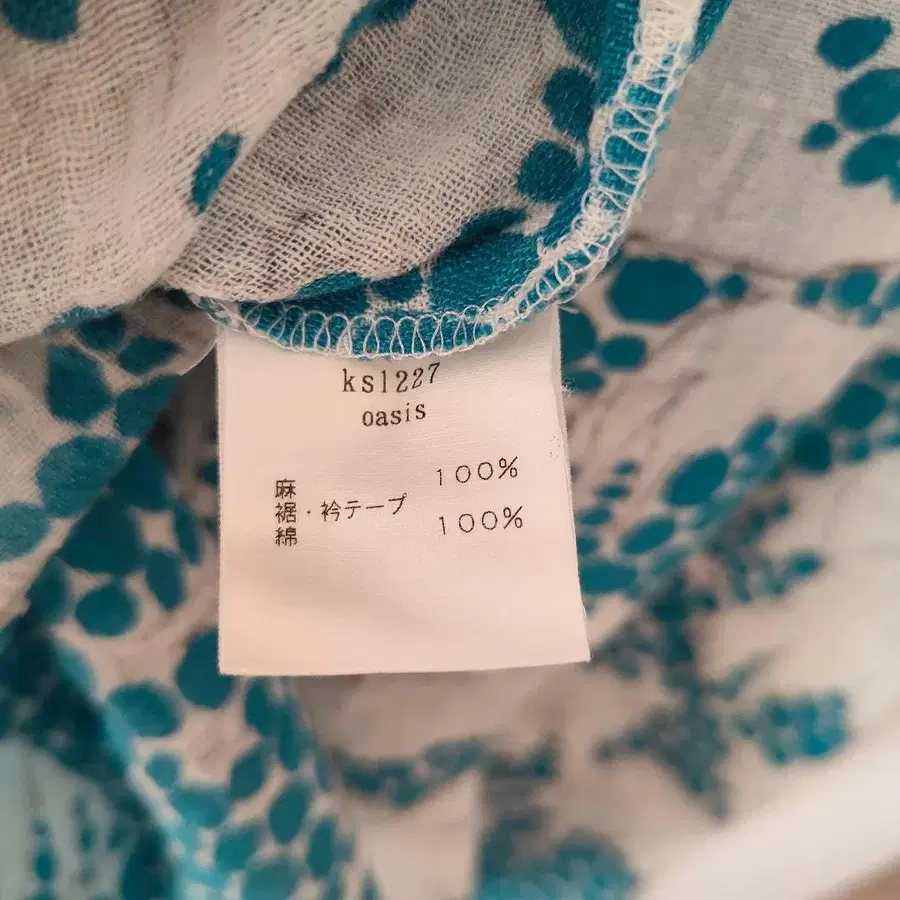 ks1227
oasis
麻 100%
裾・衿テープ
綿 100%